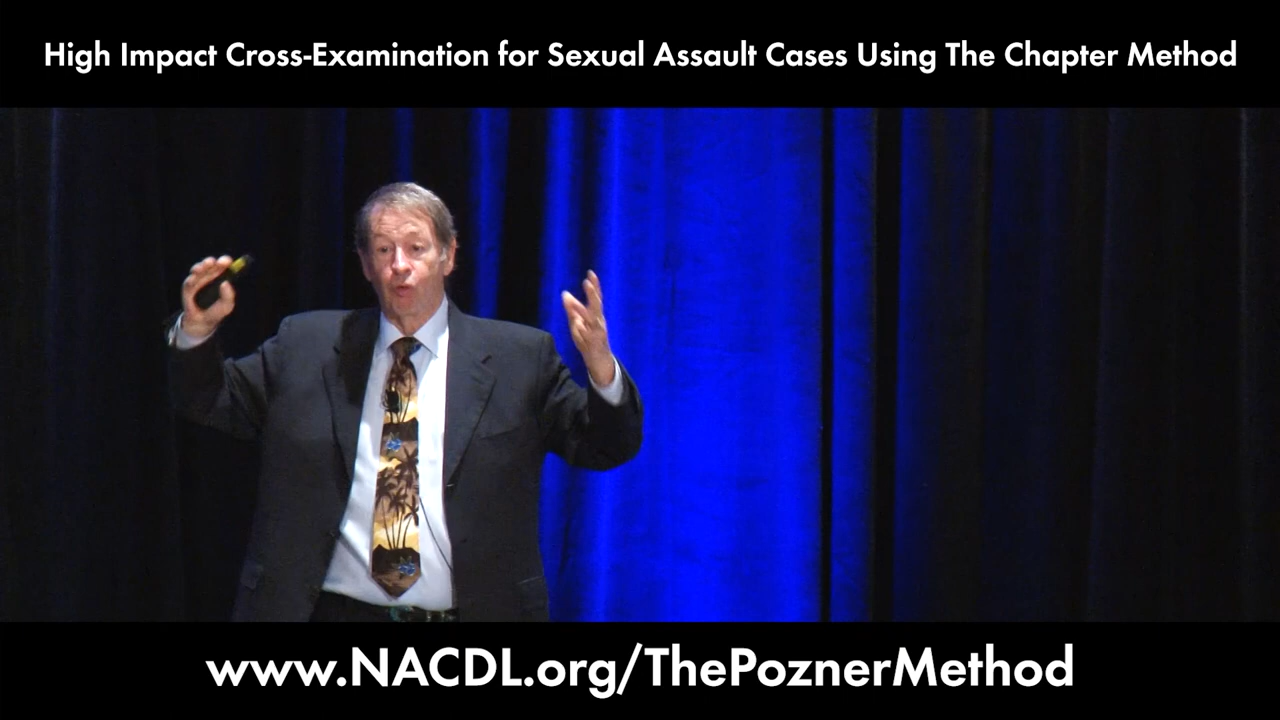 High Impact Cross-Examination for Sexual Assault Cases Using The Chapter Method
www.NACDL.org/ThePoznerMethod